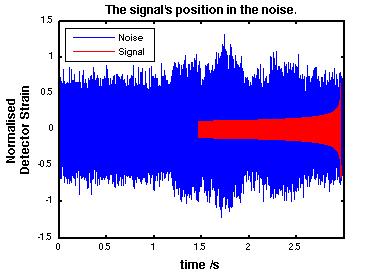 The signal's position in the noise.
Noise
Signal
Normalised
Detector Strain
1.5
1
0.5
0
-0.5
-1
-1.5
0 0.5 1 1.5 2 2.5
time /s